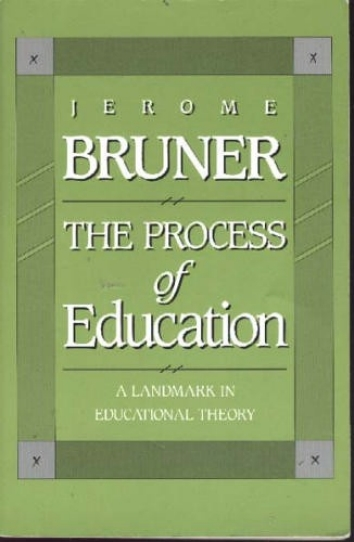 JEROME
BRUNER
THE PROCESS
of
Education
A LANDMARK IN
EDUCATIONAL THEORY